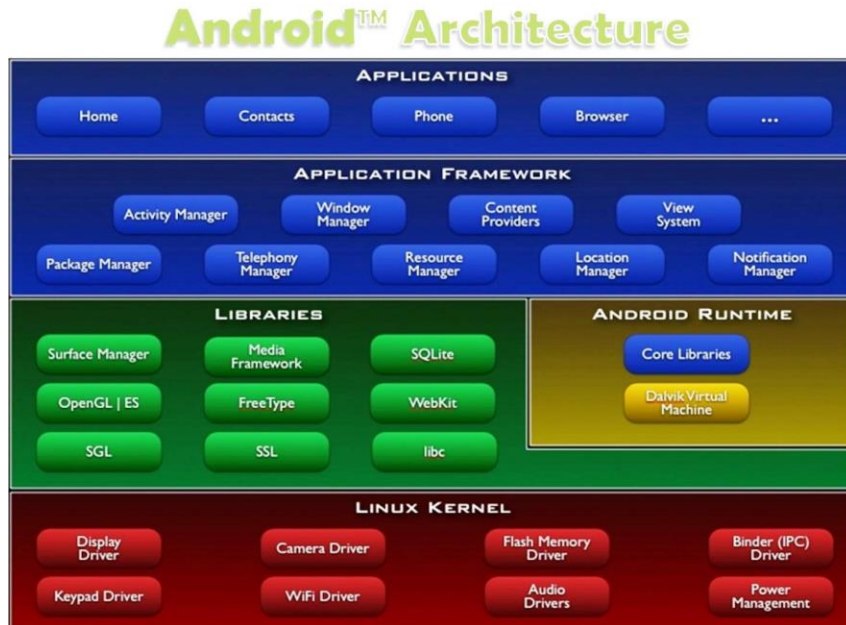 Android™ Architecture
APPLICATIONS
Home
Contacts
Phone
Browser
...
APPLICATION FRAMEWORK
Activity Manager
Window
Manager
Content
Providers
View
System
Package Manager
Telephony
Manager
Resource
Manager
Location
Manager
Notification
Manager
LIBRARIES
Surface Manager
Media
Framework
SQLite
OpenGL | ES
FreeType
WebKit
SGL
SSL
libc
ANDROID RUNTIME
Core Libraries
Dalvik Virtual
Machine
LINUX KERNEL
Display
Driver
Camera Driver
Flash Memory
Driver
Binder (IPC)
Driver
Keypad Driver
WiFi Driver
Audio
Drivers
Power
Management